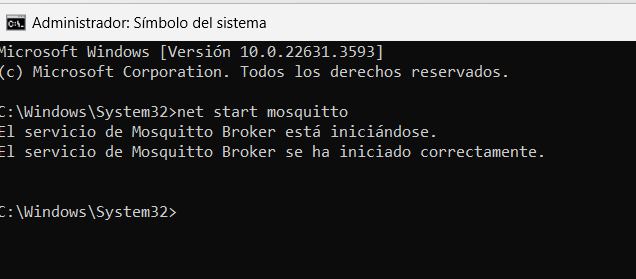 Administrador: Símbolo del sistema
Microsoft Windows [Versión 10.0.22631.3593]
(c) Microsoft Corporation. Todos los derechos reservados.
C:\Windows\System32>net start mosquitto
El servicio de Mosquitto Broker está iniciándose.
El servicio de Mosquitto Broker se ha iniciado correctamente.
C:\Windows\System32>